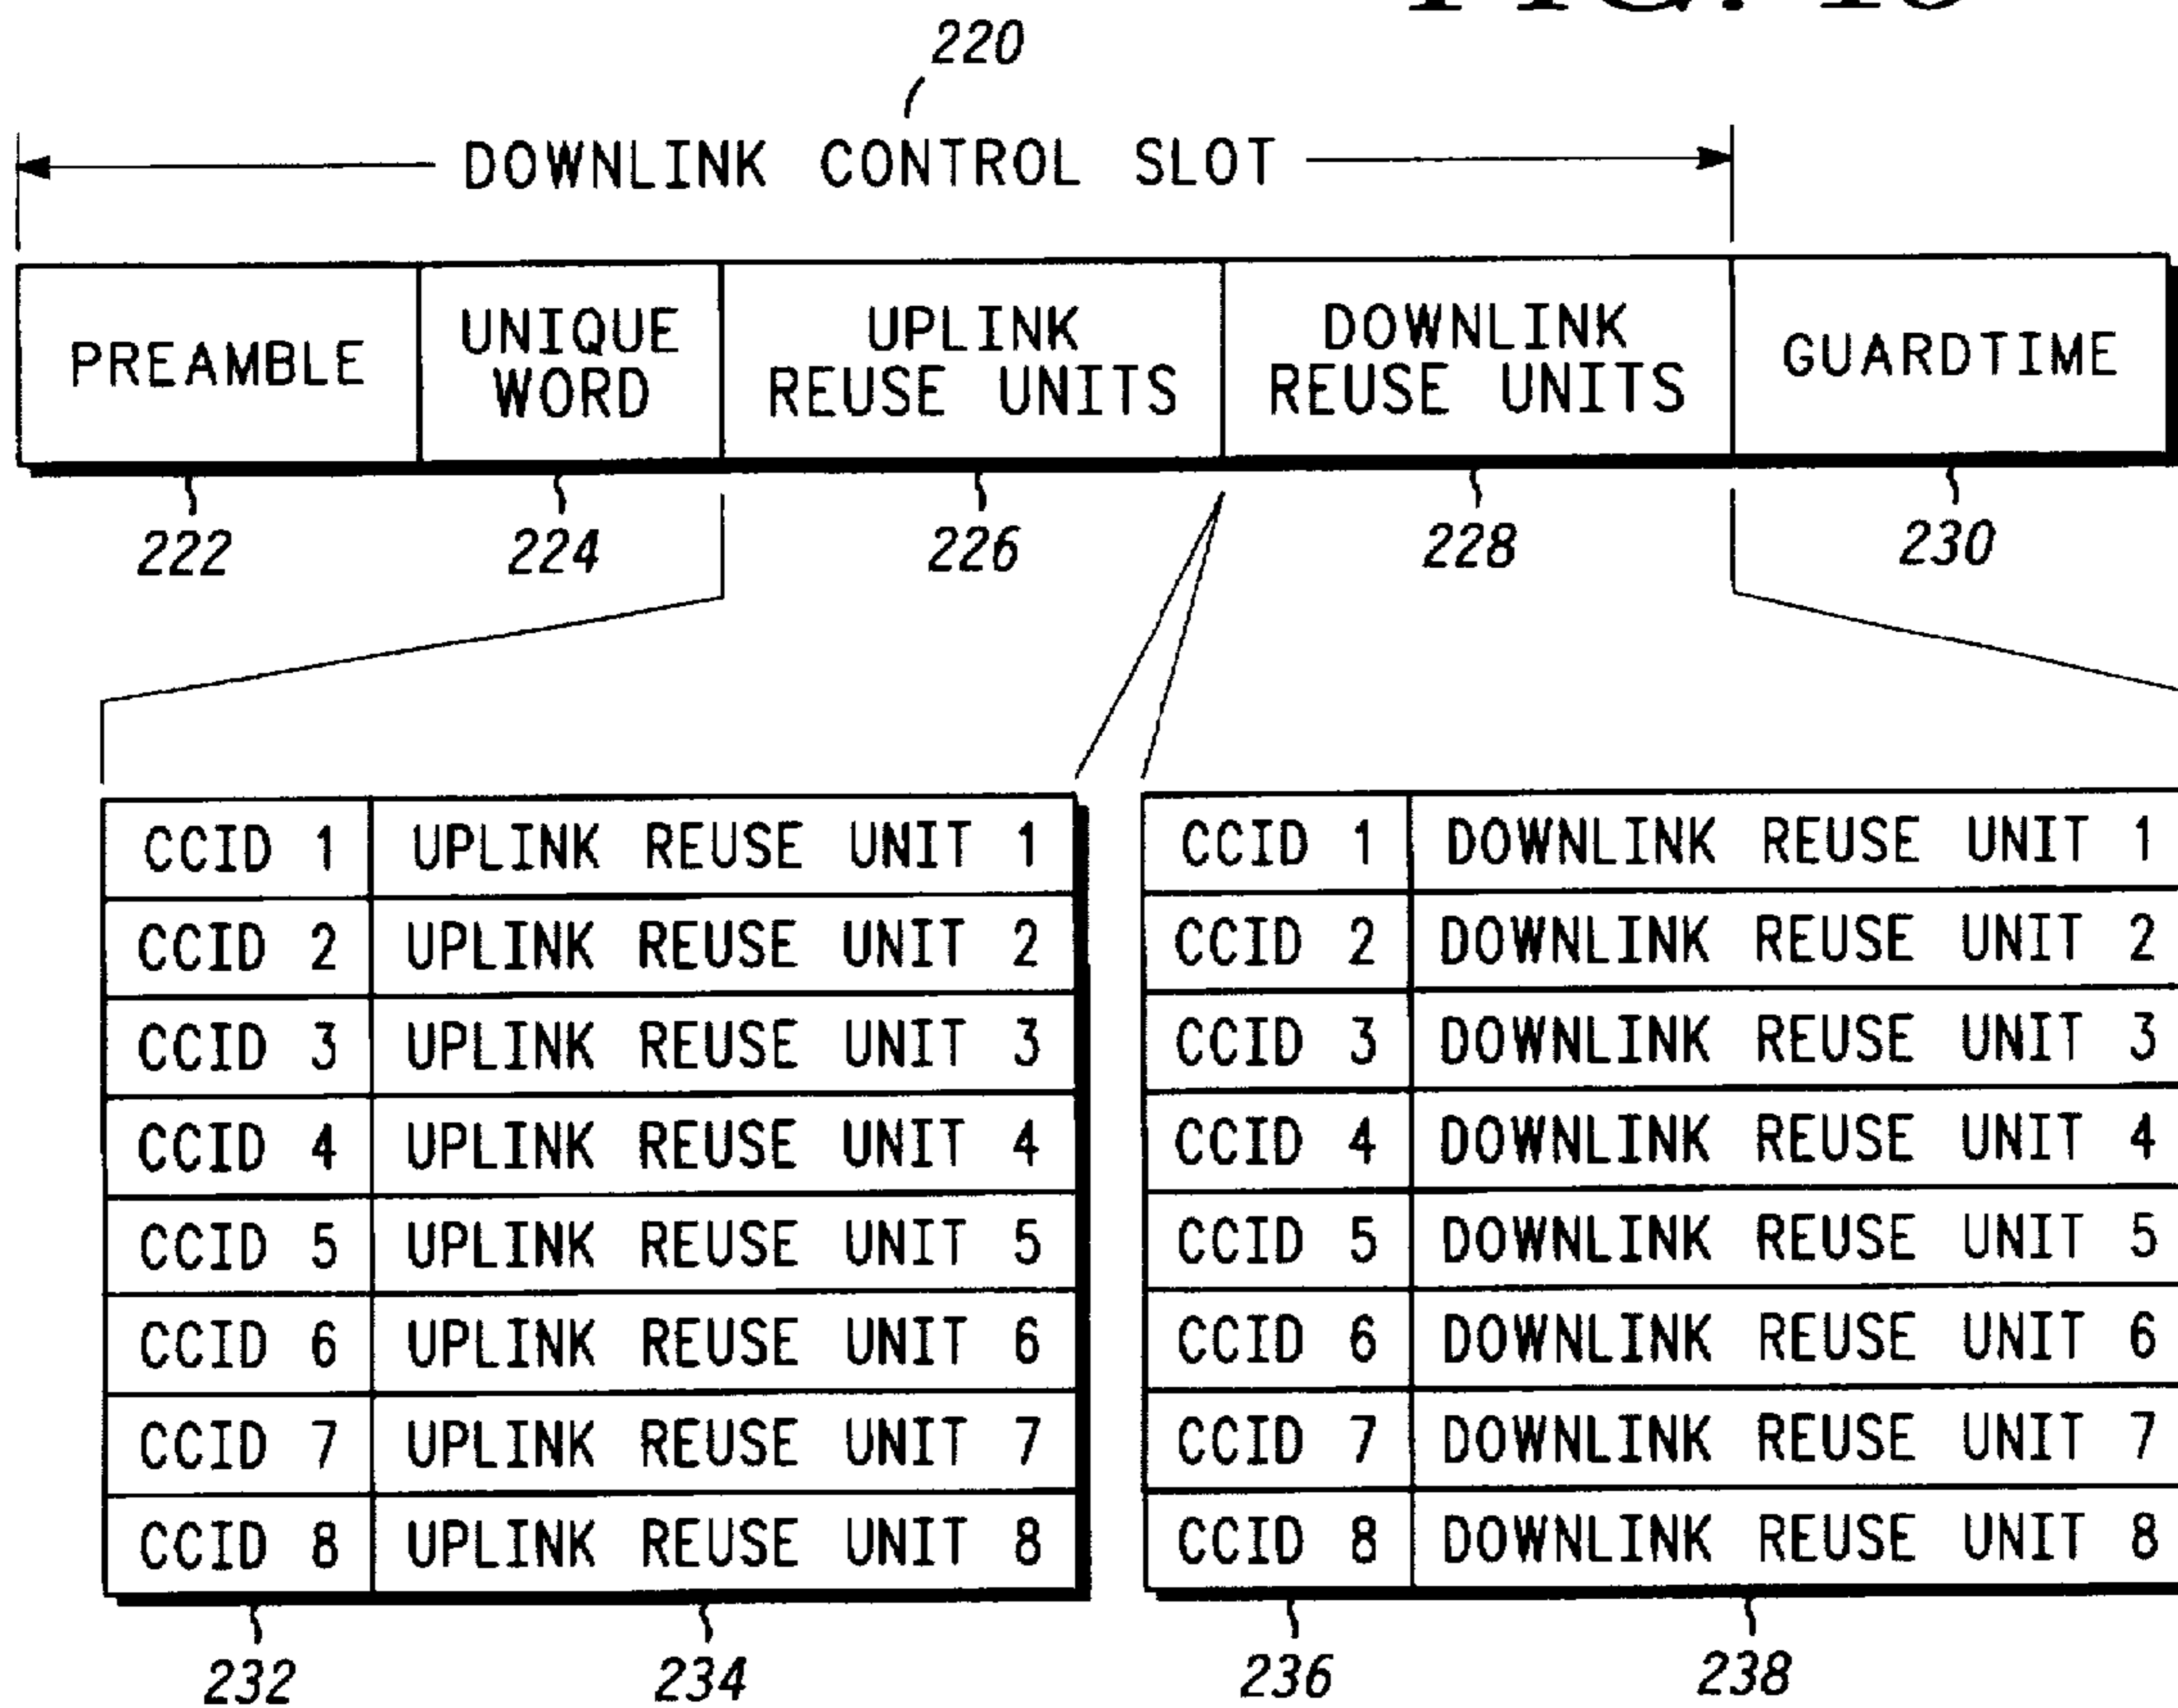 220
DOWNLINK CONTROL SLOT
PREAMBLE
UNIQUE
WORD
UPLINK
REUSE UNITS
DOWNLINK
REUSE UNITS
GUARDTIME
222
224
226
228
230
CCID 1 UPLINK REUSE UNIT 1
CCID 2 UPLINK REUSE UNIT 2
CCID 3 UPLINK REUSE UNIT 3
CCID 4 UPLINK REUSE UNIT 4
CCID 5 UPLINK REUSE UNIT 5
CCID 6 UPLINK REUSE UNIT 6
CCID 7 UPLINK REUSE UNIT 7
CCID 8 UPLINK REUSE UNIT 8
232
234
CCID 1 DOWNLINK REUSE UNIT 1
CCID 2 DOWNLINK REUSE UNIT 2
CCID 3 DOWNLINK REUSE UNIT 3
CCID 4 DOWNLINK REUSE UNIT 4
CCID 5 DOWNLINK REUSE UNIT 5
CCID 6 DOWNLINK REUSE UNIT 6
CCID 7 DOWNLINK REUSE UNIT 7
CCID 8 DOWNLINK REUSE UNIT 8
236
238